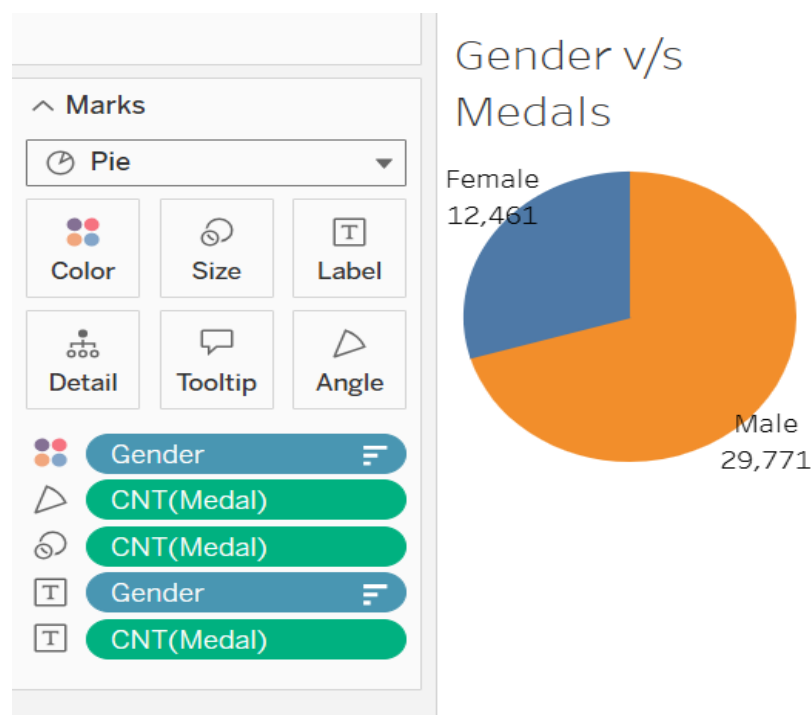 Marks
Pie
Color
Size
T
Label
Detail
Tooltip
Angle
Gender
CNT(Medal)
CNT(Medal)
T
Gender
T
CNT(Medal)
Gender v/s
Medals
Female
12,461
Male
29,771